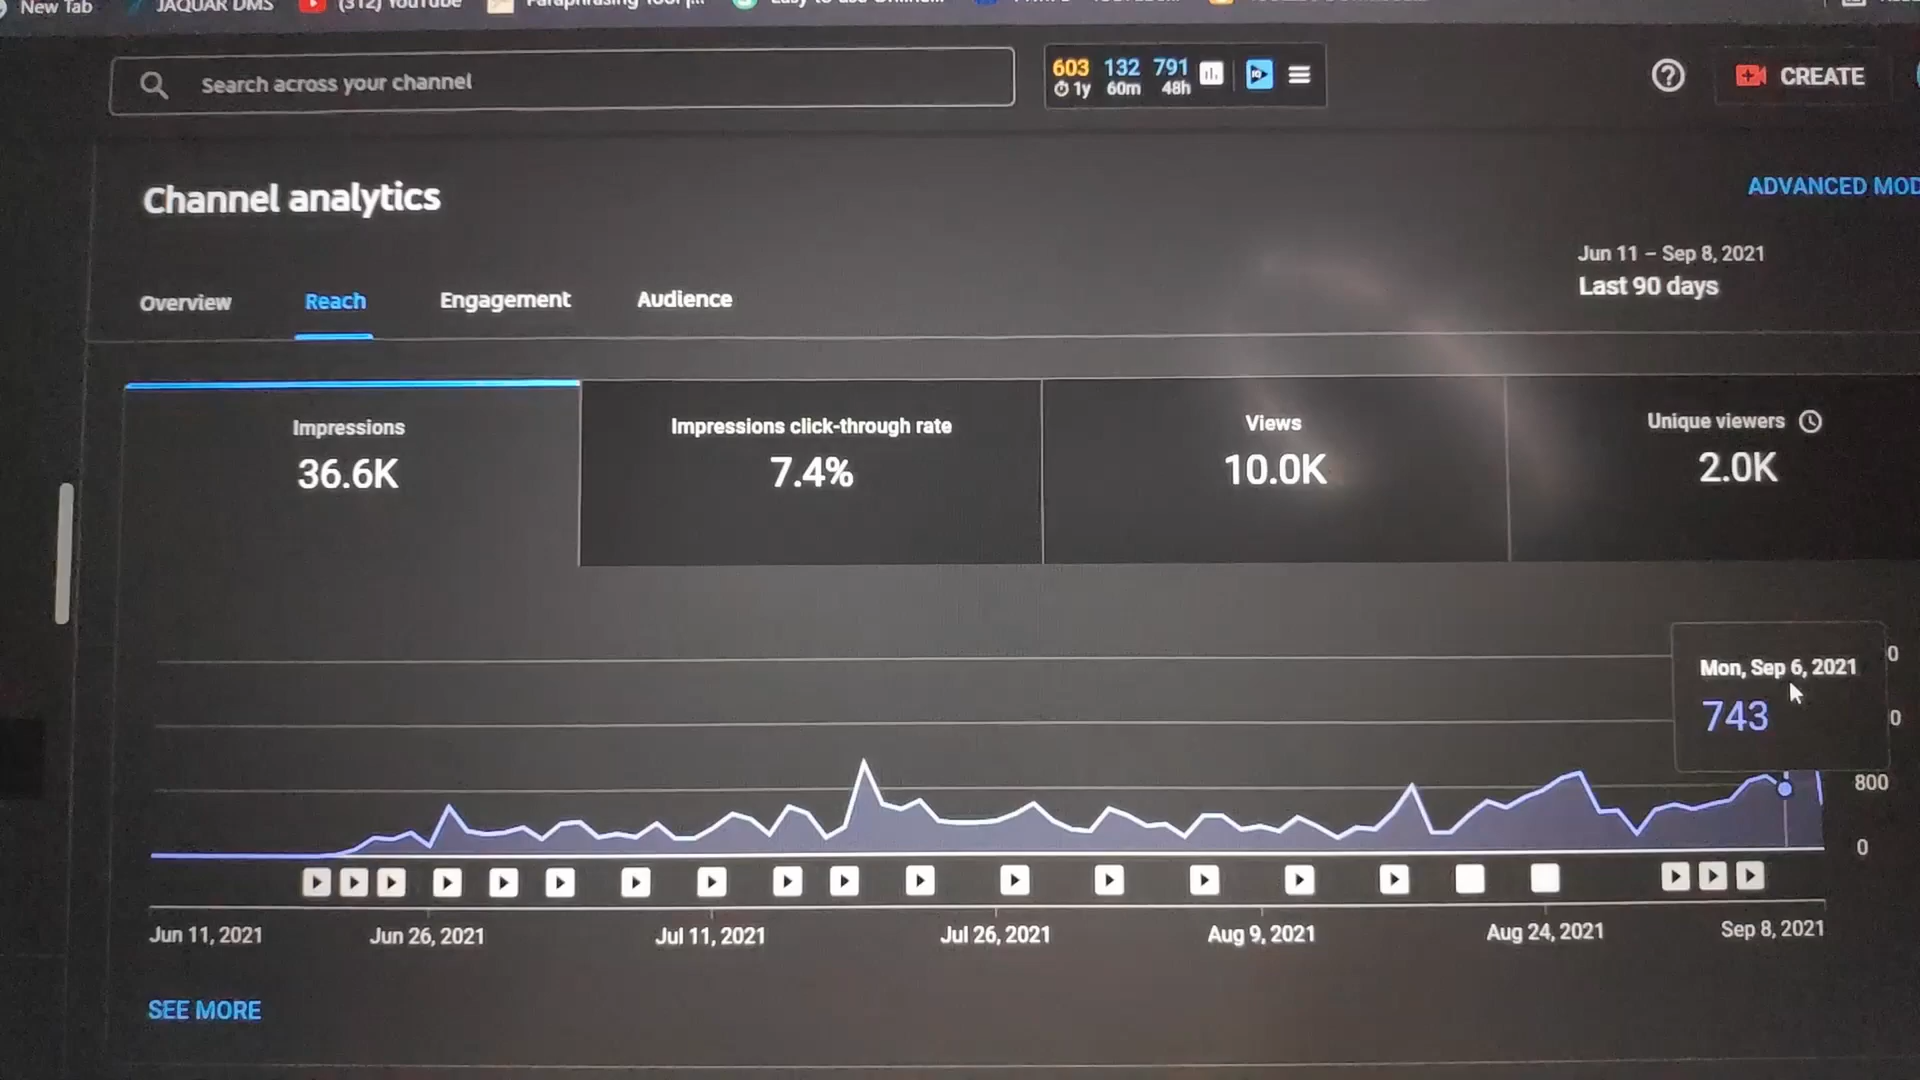 New Tab JAQUAR DMS (312) YouTube Paraphrasing Tool |...
Search across your channel
603 132 791
1y 60m 48h
CREATE
Channel analytics
ADVANCED MOD
Jun 11 – Sep 8, 2021
Last 90 days
Overview Reach Engagement Audience
Impressions Impressions click-through rate Views Unique viewers
36.6K 7.4% 10.0K 2.0K
Mon, Sep 6, 2021
743
0
0
800
0
Jun 11, 2021 Jun 26, 2021 Jul 11, 2021 Jul 26, 2021 Aug 9, 2021 Aug 24, 2021 Sep 8, 2021
SEE MORE